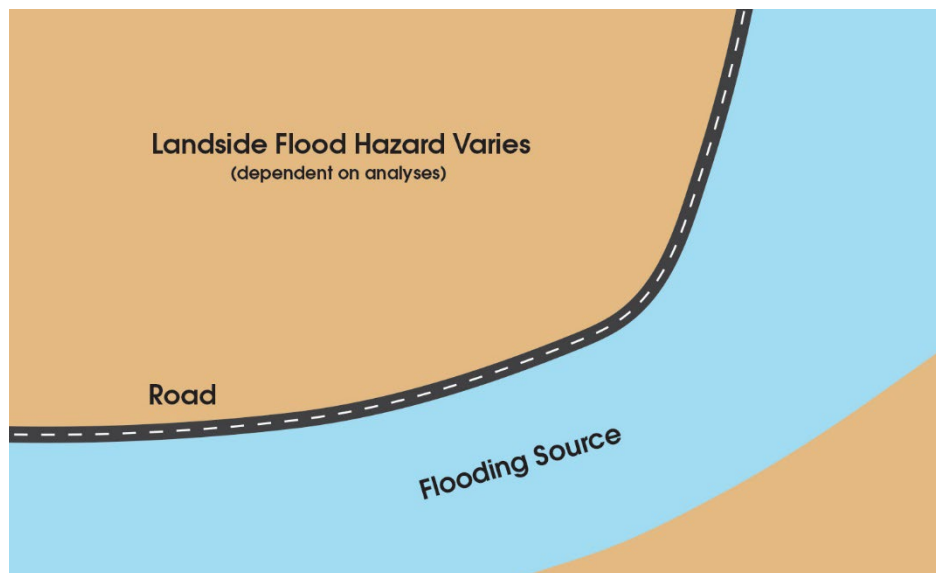 Landside Flood Hazard Varies
(dependent on analyses)
Road
Flooding Source